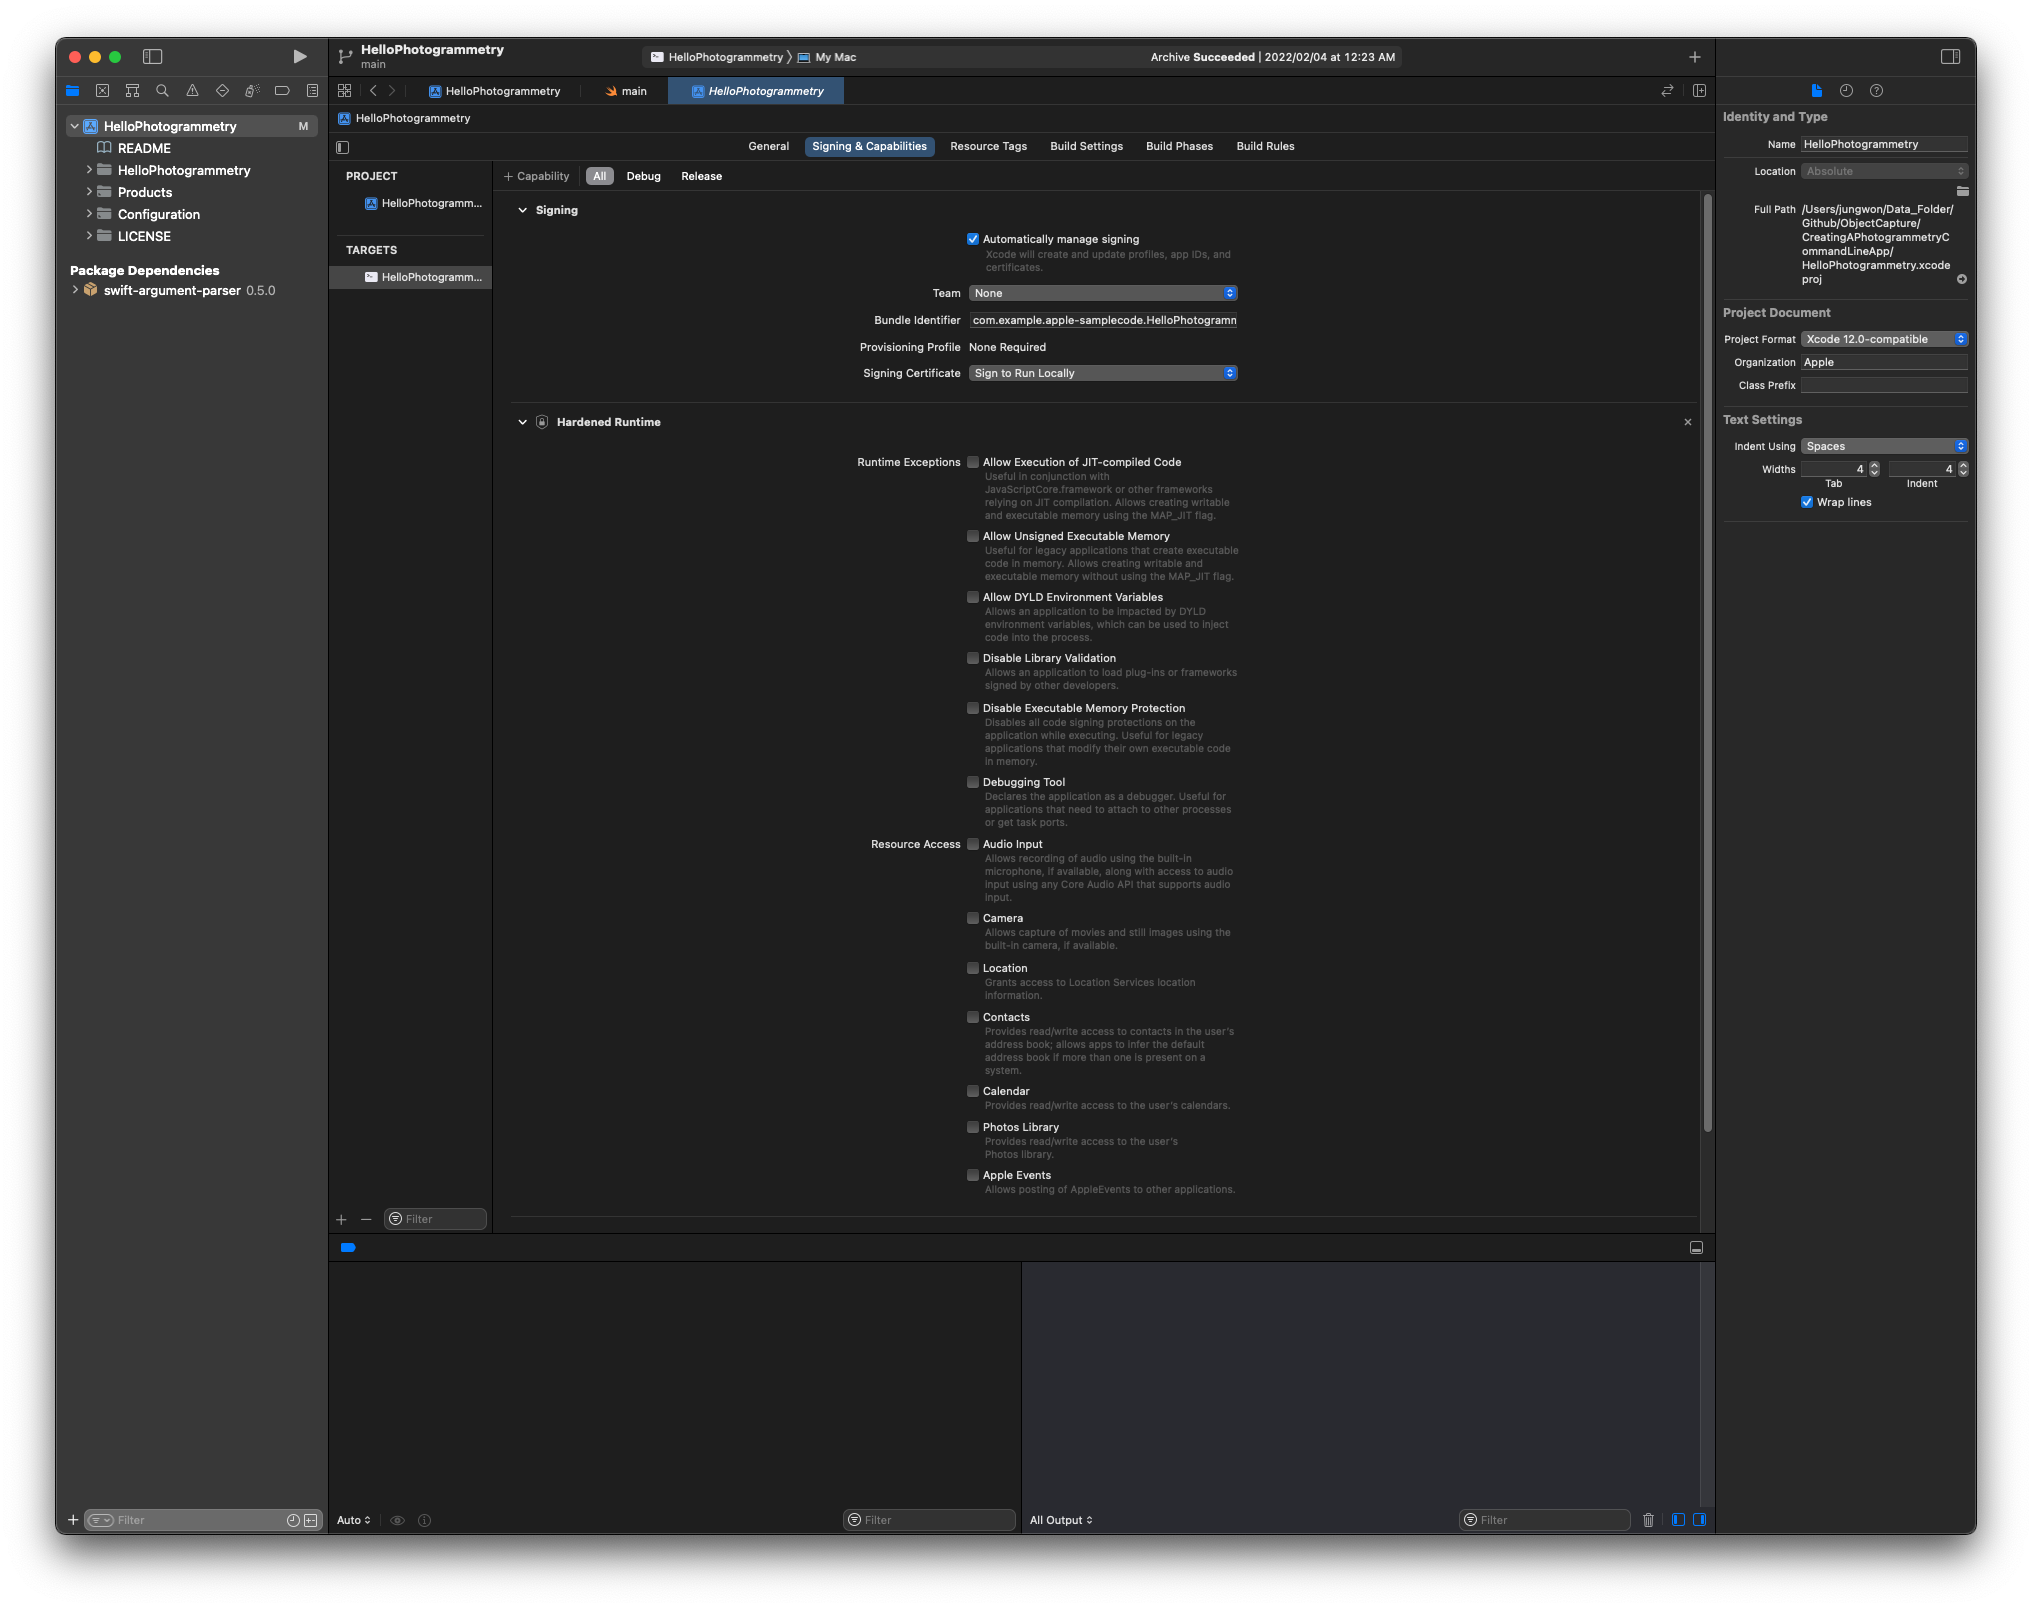 HelloPhotogrammetry
main
HelloPhotogrammetry
My Mac
Archive Succeeded | 2022/02/04 at 12:23 AM
HelloPhotogrammetry
M
README
HelloPhotogrammetry
Products
Configuration
LICENSE
Package Dependencies
swift-argument-parser 0.5.0
Filter
HelloPhotogrammetry
main
HelloPhotogrammetry
HelloPhotogrammetry
General
Signing & Capabilities
Resource Tags
Build Settings
Build Phases
Build Rules
PROJECT
HelloPhotogramm...
TARGETS
HelloPhotogramm...
Filter
+ Capability
All
Debug
Release
Signing
Automatically manage signing
Xcode will create and update profiles, app IDs, and
certificates.
Team None
Bundle Identifier com.example.apple-samplecode.HelloPhotogramm
Provisioning Profile None Required
Signing Certificate Sign to Run Locally
Hardened Runtime
Runtime Exceptions Allow Execution of JIT-compiled Code
Useful in conjunction with
JavaScriptCore.framework or other frameworks
relying on JIT compilation. Allows creating writable
and executable memory using the MAP_JIT flag.
Allow Unsigned Executable Memory
Useful for legacy applications that create executable
code in memory. Allows creating writable and
executable memory without using the MAP_JIT flag.
Allow DYLD Environment Variables
Allows an application to be impacted by DYLD
environment variables, which can be used to inject
code into the process.
Disable Library Validation
Allows an application to load plug-ins or frameworks
signed by other developers.
Disable Executable Memory Protection
Disables all code signing protections on the
application while executing. Useful for legacy
applications that modify their own executable code
in memory.
Debugging Tool
Declares the application as a debugger. Useful for
applications that need to attach to other processes
or get task ports.
Resource Access Audio Input
Allows recording of audio using the built-in
microphone, if available, along with access to audio
input using any Core Audio API that supports audio
input.
Camera
Allows capture of movies and still images using the
built-in camera, if available.
Location
Grants access to Location Services location
information.
Contacts
Provides read/write access to contacts in the user's
address book; allows apps to infer the default
address book if more than one is present on a
system.
Calendar
Provides read/write access to the user's calendars.
Photos Library
Provides read/write access to the user's
Photos library.
Apple Events
Allows posting of AppleEvents to other applications.
Auto
Filter
All Output
Filter
Identity and Type
Name HelloPhotogrammetry
Location Absolute
Full Path /Users/jungwon/Data_Folder/
Github/ObjectCapture/
CreatingAPhotogrammetryC
ommandLineApp/
HelloPhotogrammetry.xcode
proj
Project Document
Project Format Xcode 12.0-compatible
Organization Apple
Class Prefix
Text Settings
Indent Using Spaces
Widths 4 4
Tab Indent
Wrap lines